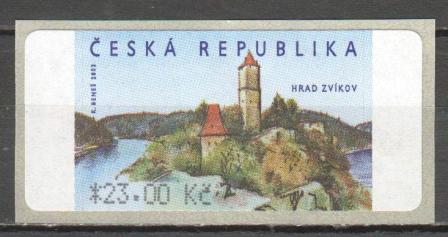 ČESKÁ REPUBLIKA
K. BENEŠ 2002
HRAD ZVÍKOV
*23.00 Kč